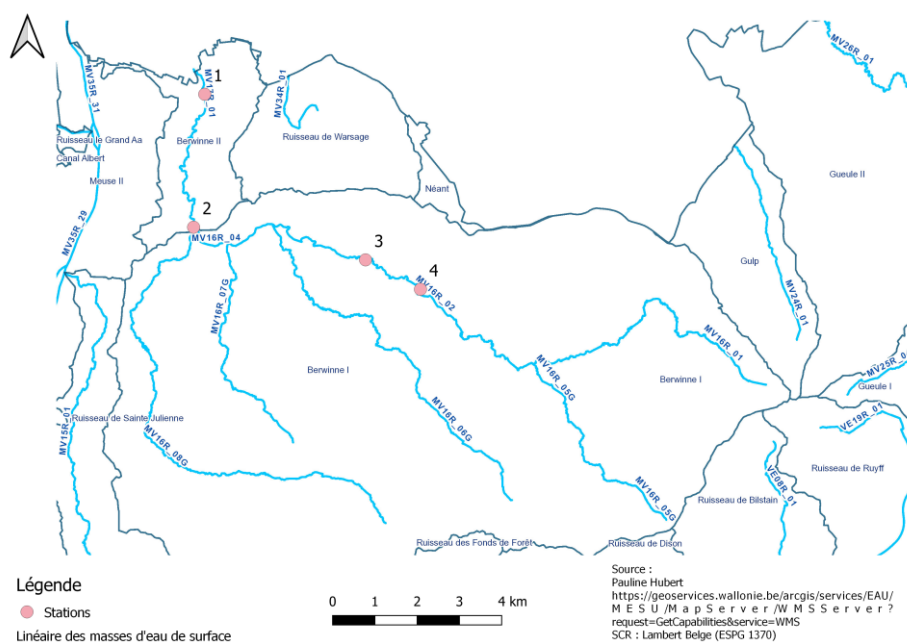 MV26R_01
MV35R_31
1
MV17R_01
MV34R_01
Ruisseau le Grand Aa
Berwinne II
Ruisseau de Warsage
Canal Albert
Meuse II
Gueule II
Néant
2
MV16R_04
MV35R_29
3
Gulp
4
MV16R_02
MV16R_07G
MV24R_01
MV16R_01
Berwinne I
MV16R_05G
Berwinne I
MV25R_0
Gueule I
MV16R_06G
VE19R_01
Ruisseau de Sainte Julienne
MV15R_01
MV16R_08G
Ruisseau de Ruyff
VE08R_01
MV16R_05G
Ruisseau de Bilstain
Ruisseau des Fonds de Forêt
Ruisseau de Dison
Légende
Stations
Linéaire des masses d'eau de surface
0 1 2 3 4 km
Source :
Pauline Hubert
https://geoservices.wallonie.be/arcgis/services/EAU/
M E S U /M a p S e r v e r /W M S S e r v e r ?
request=GetCapabilities&service=WMS
SCR : Lambert Belge (ESPG 1370)